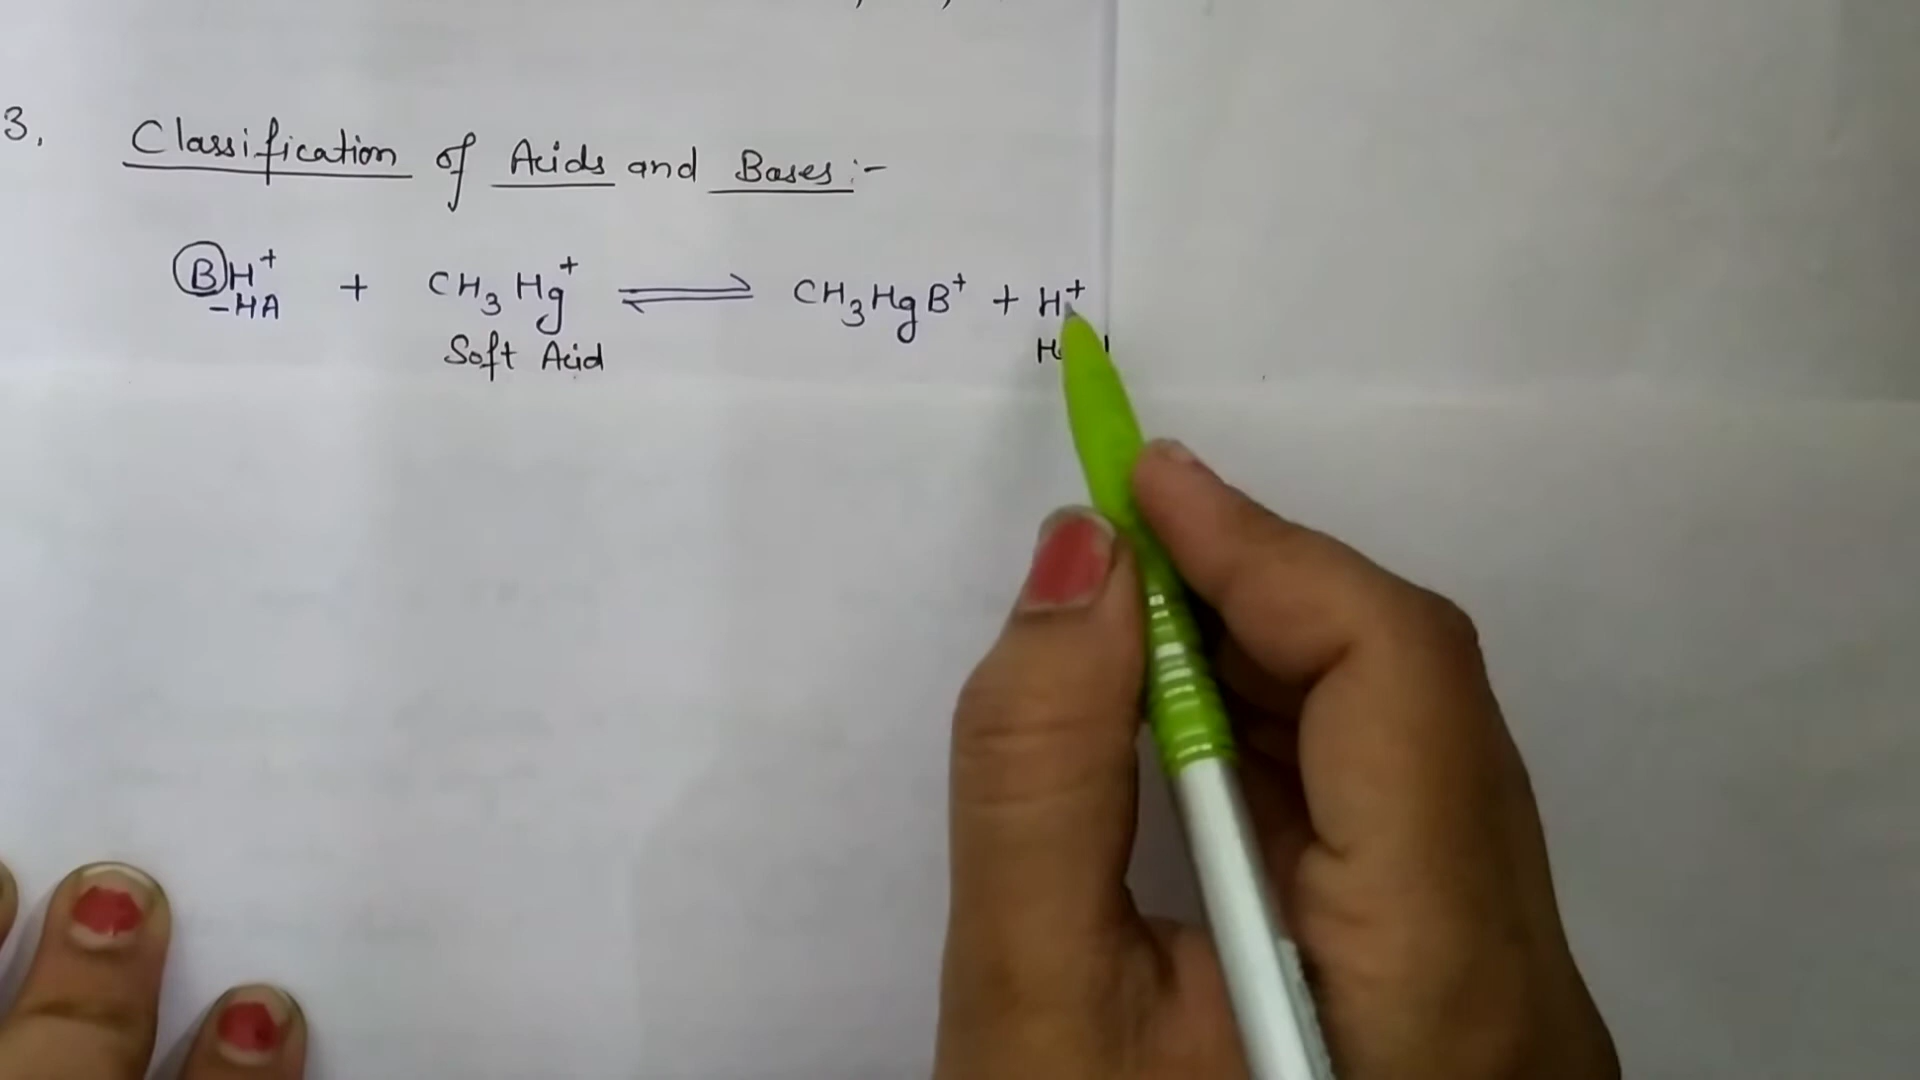 3. Classification of Acids and Bases :-
BH⁺ + CH₃Hg⁺ ⇌ CH₃HgB⁺ + H⁺
-HA
Soft Acid